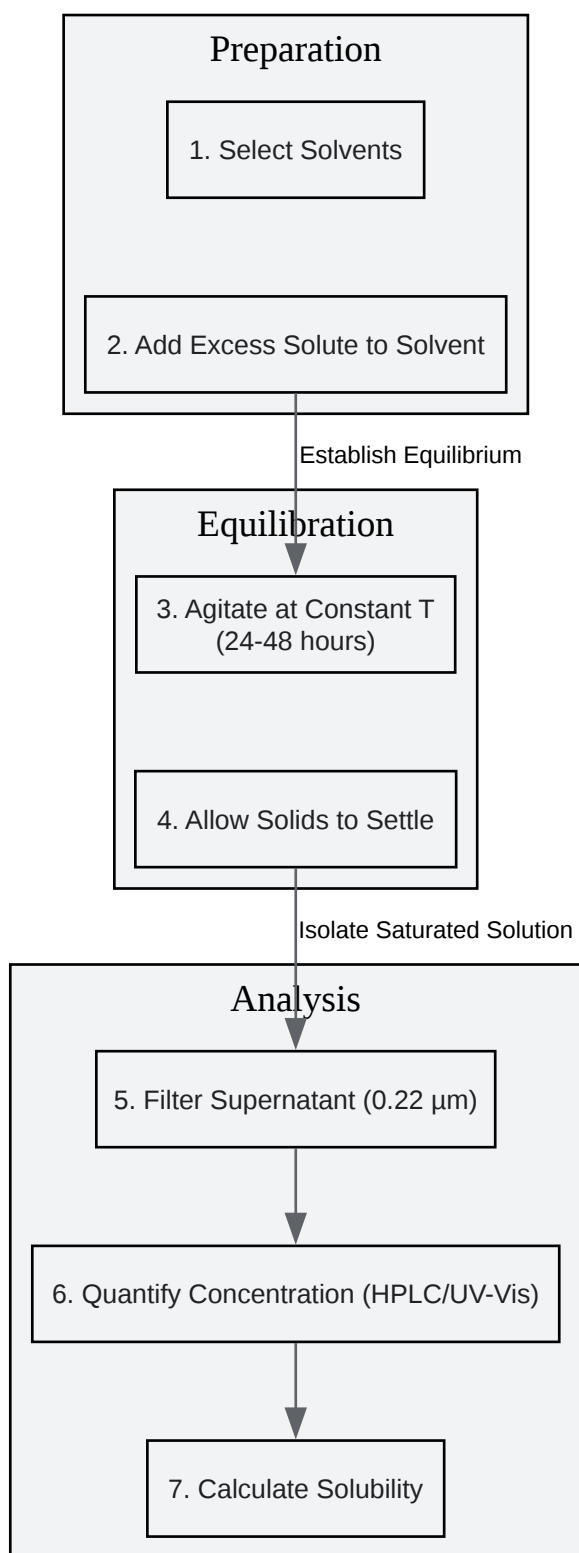 Preparation
1. Select Solvents
2. Add Excess Solute to Solvent
Establish Equilibrium
Equilibration
3. Agitate at Constant T
(24-48 hours)
4. Allow Solids to Settle
Isolate Saturated Solution
Analysis
5. Filter Supernatant (0.22 µm)
6. Quantify Concentration (HPLC/UV-Vis)
7. Calculate Solubility